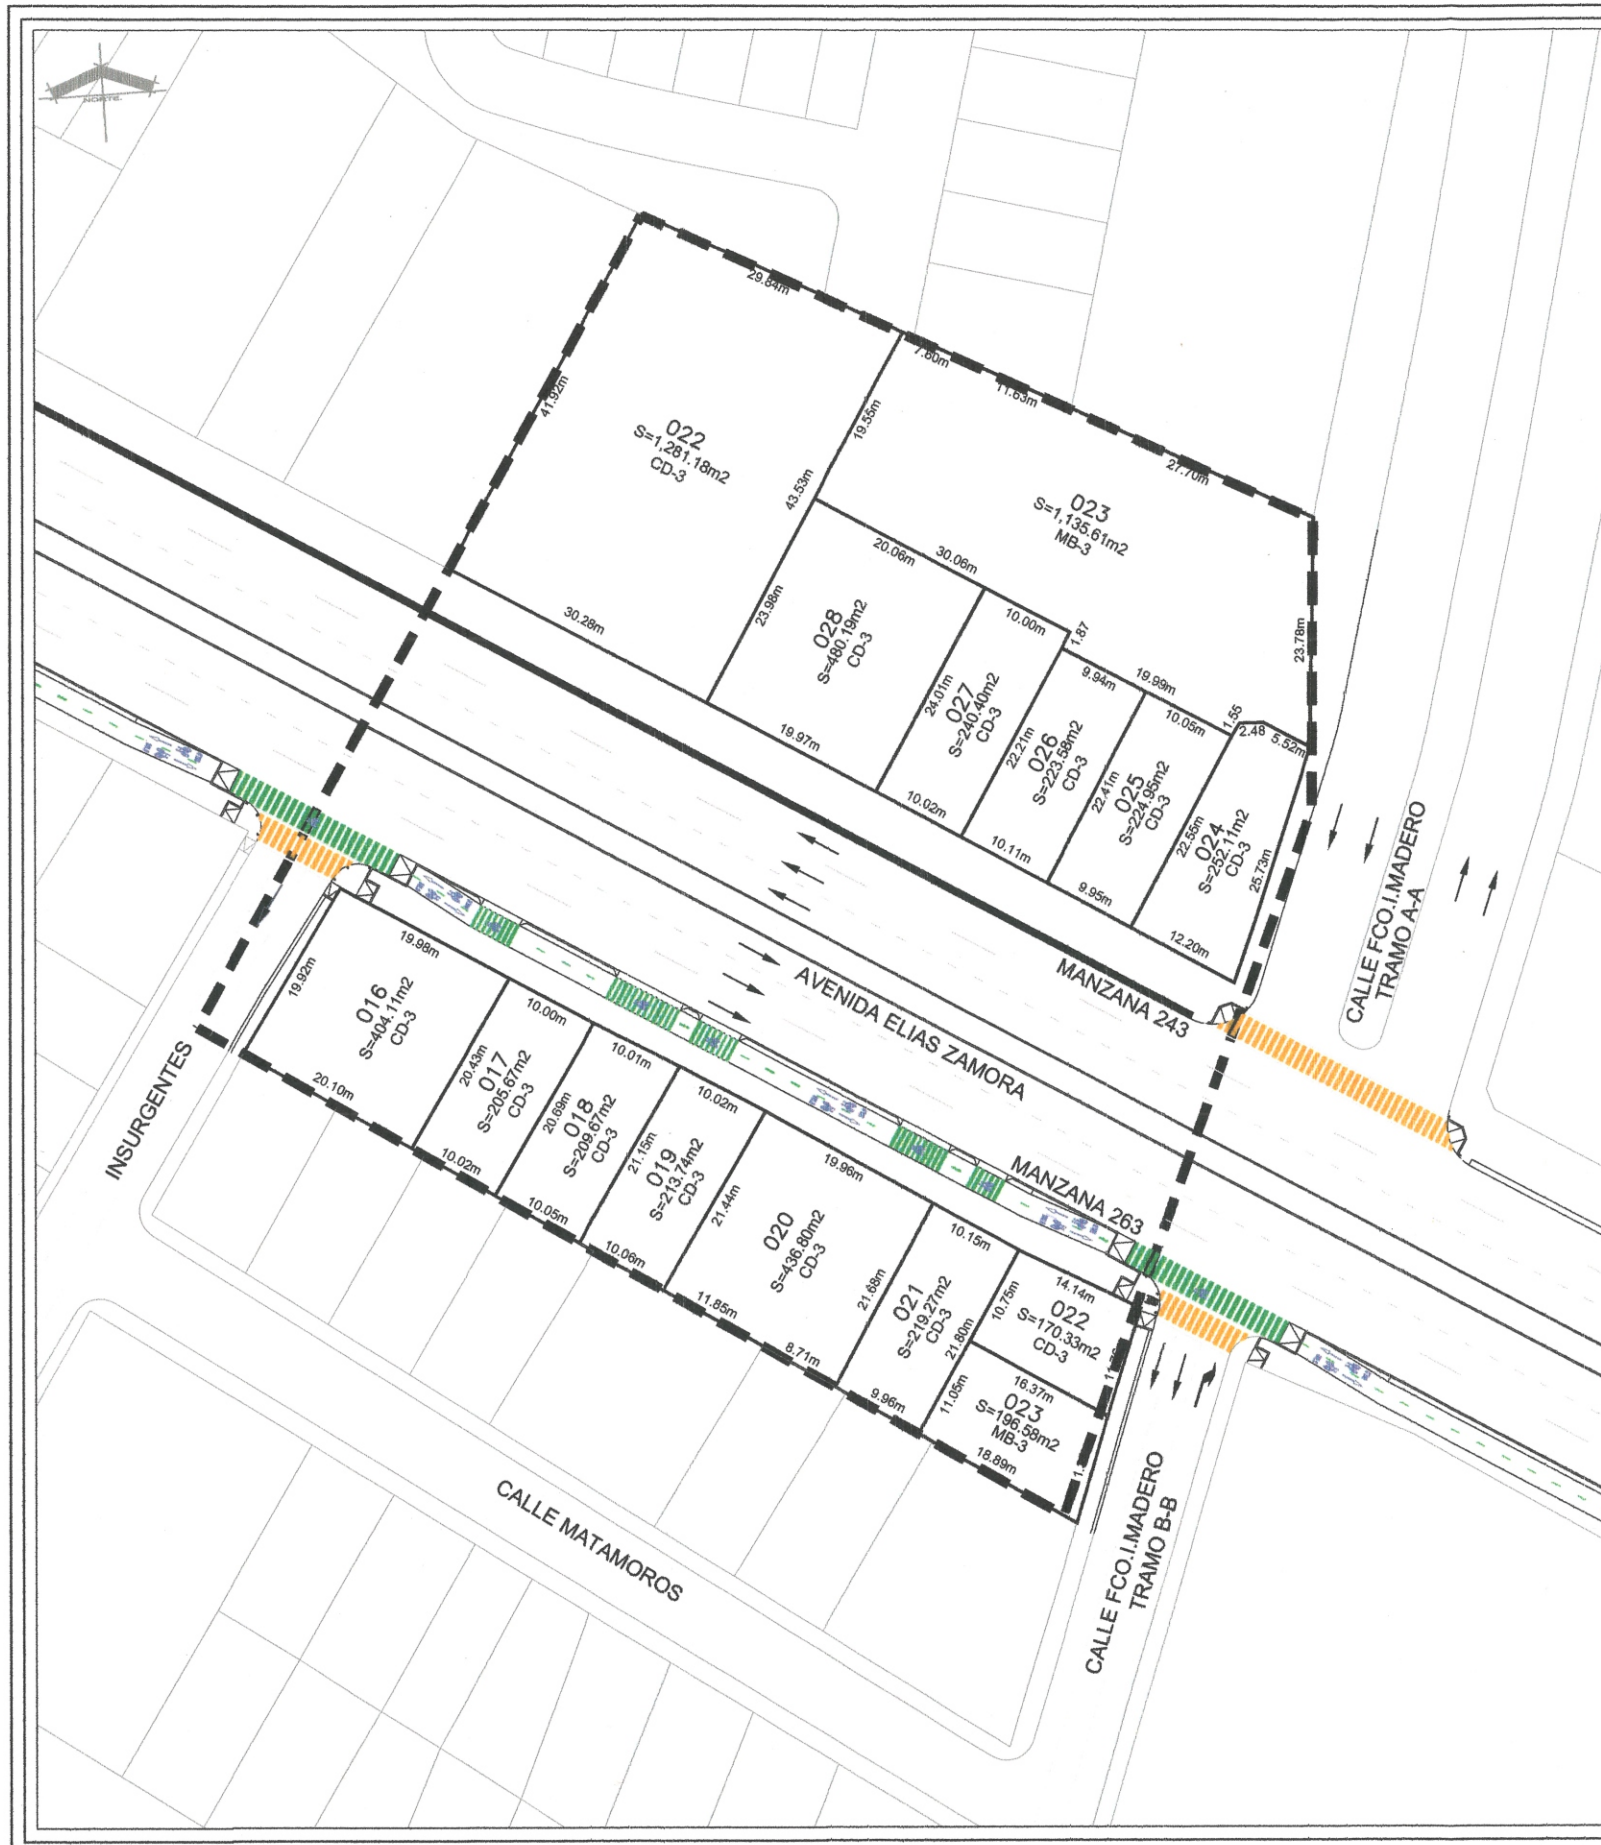 NORTE.
29.84m
7.60m
11.63m
27.70m
41.92m
022
S=1,261.18m2
CD-3
19.55m
43.53m
23.98m
30.28m
023
S=1,135.61m2
MB-3
20.06m
30.06m
10.00m
1.87
23.78m
9.94m
19.99m
10.05m
1.55
2.48
5.52m
028
S=480.19m2
CD-3
24.01m
027
S=240.40m2
CD-3
22.21m
026
S=223.58m2
CD-3
22.41m
025
S=224.95m2
CD-3
22.55m
024
S=252.11m2
CD-3
25.73m
19.97m
10.02m
10.11m
9.95m
12.20m
MANZANA 243
AVENIDA ELIAS ZAMORA
MANZANA 263
CALLE FCO.I.MADERO
TRAMO A-A
INSURGENTES
19.98m
19.92m
016
S=404.11m2
CD-3
20.10m
10.00m
20.43m
017
S=205.67m2
CD-3
10.02m
10.01m
20.69m
018
S=209.67m2
CD-3
10.05m
10.02m
21.15m
019
S=213.74m2
CD-3
10.06m
19.96m
21.44m
020
S=436.80m2
CD-3
11.85m
8.71m
10.15m
21.68m
021
S=219.27m2
CD-3
9.96m
14.14m
10.75m
21.80m
11.05m
022
S=170.33m2
CD-3
16.37m
023
S=196.58m2
MB-3
18.89m
CALLE MATAMOROS
CALLE FCO.I.MADERO
TRAMO B-B